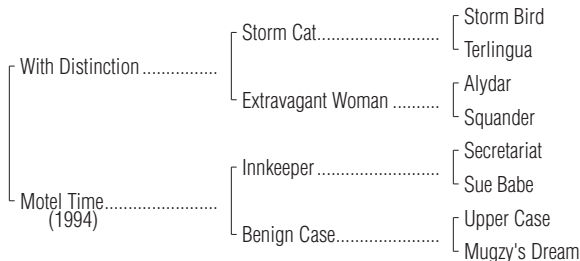 Storm Bird
Storm Cat..............................
Terlingua
With Distinction ..................
Alydar
Extravagant Woman ...........
Squander
Secretariat
Innkeeper .............................
Sue Babe
Motel Time...........................
(1994)
Upper Case
Benign Case.........................
Mugzy's Dream